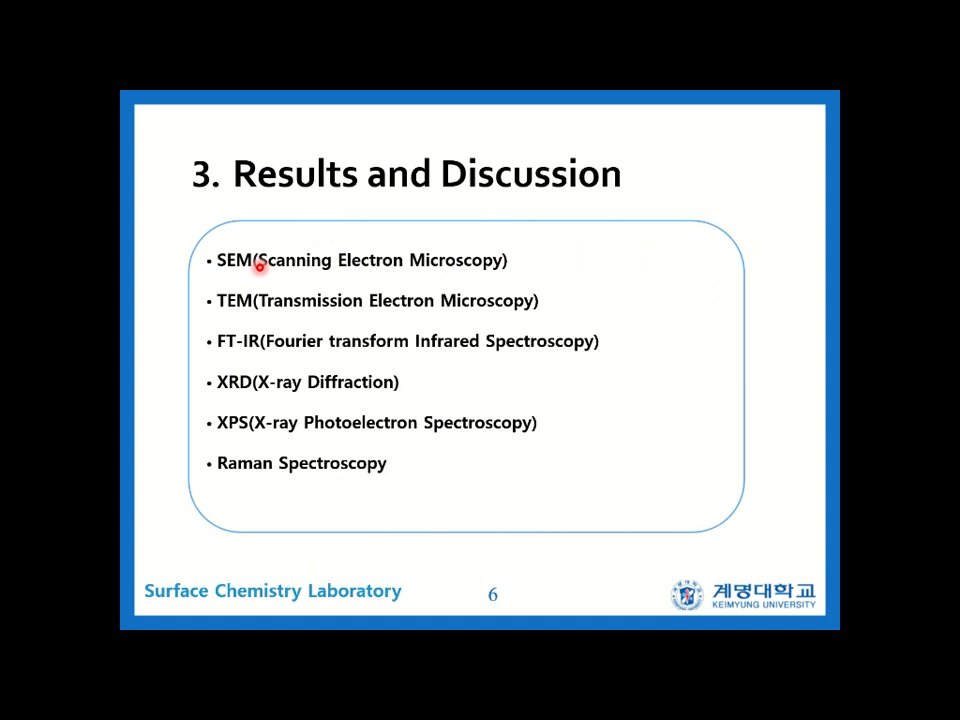 3. Results and Discussion
• SEM(Scanning Electron Microscopy)
• TEM(Transmission Electron Microscopy)
• FT-IR(Fourier transform Infrared Spectroscopy)
• XRD(X-ray Diffraction)
• XPS(X-ray Photoelectron Spectroscopy)
• Raman Spectroscopy
Surface Chemistry Laboratory
6
계명대학교
KEIMYUNG UNIVERSITY